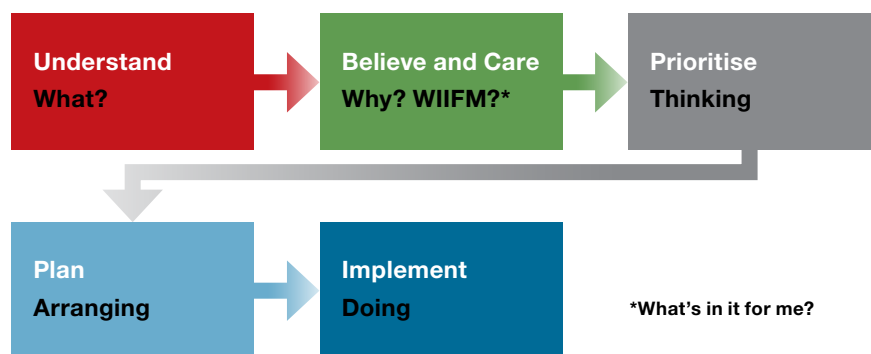 Understand
What?
Believe and Care
Why? WIIFM?*
Prioritise
Thinking
Plan
Arranging
Implement
Doing
*What's in it for me?